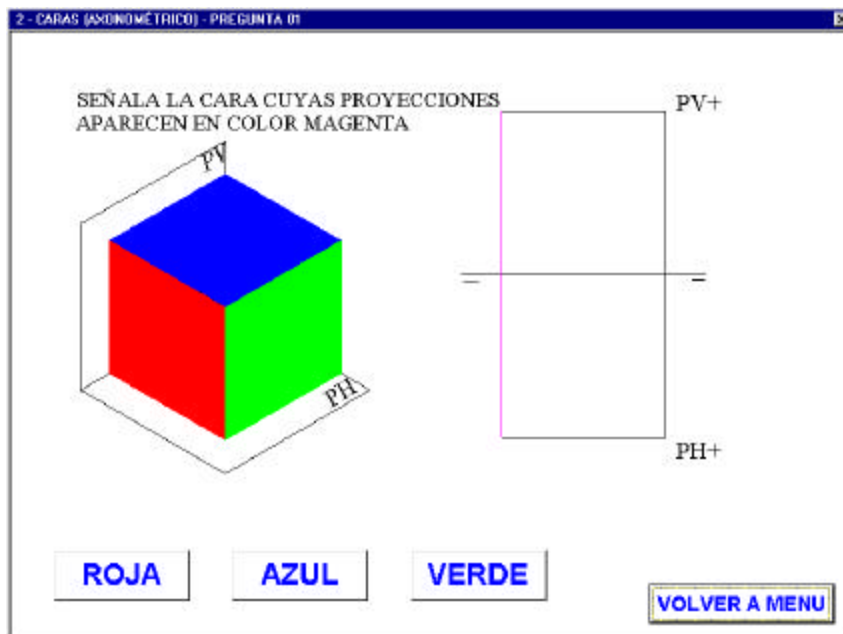 2 - CARAS (AXONOMÉTRICO) - PREGUNTA 01
SEÑALA LA CARA CUYAS PROYECCIONES
APARECEN EN COLOR MAGENTA
PV+
PV
PH
PH+
ROJA
AZUL
VERDE
VOLVER A MENU